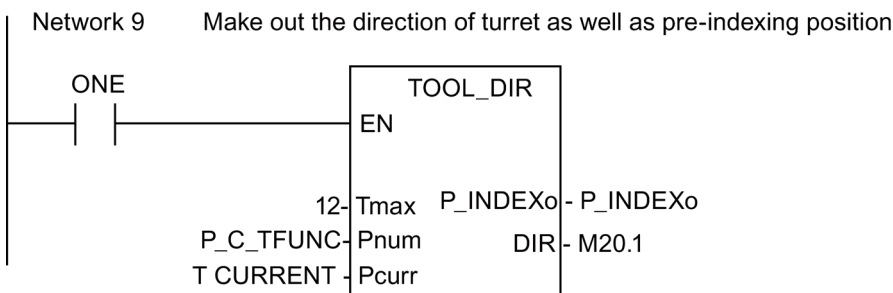 Network 9 Make out the direction of turret as well as pre-indexing position
ONE
TOOL_DIR
EN
12- Tmax P_INDEXo - P_INDEXo
P_C_TFUNC- Pnum DIR - M20.1
T CURRENT - Pcurr